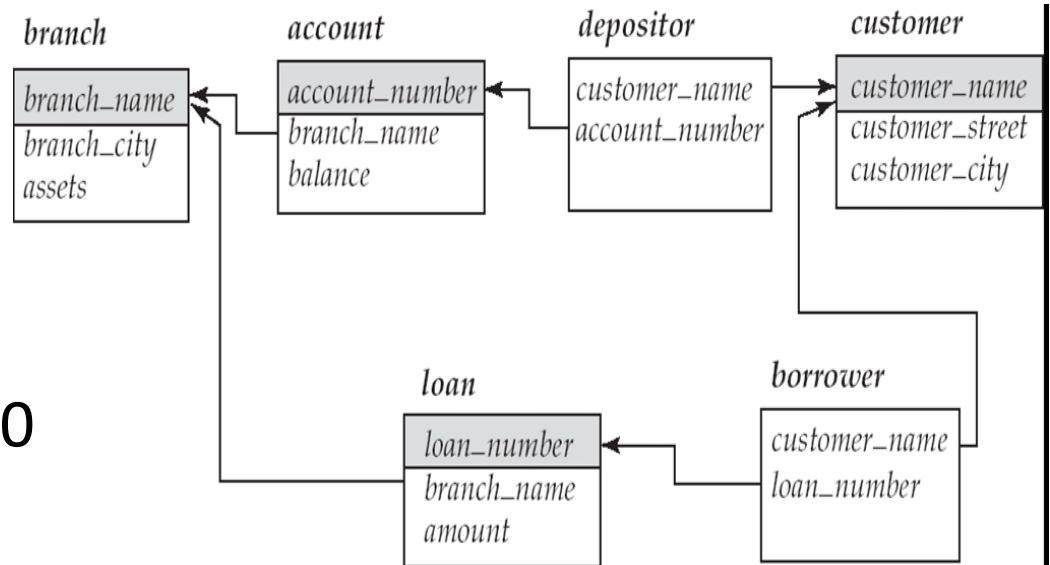 branch
branch_name
branch_city
assets
account
account_number
branch_name
balance
depositor
customer_name
account_number
customer
customer_name
customer_street
customer_city
0
loan
loan_number
branch_name
amount
borrower
customer_name
loan_number